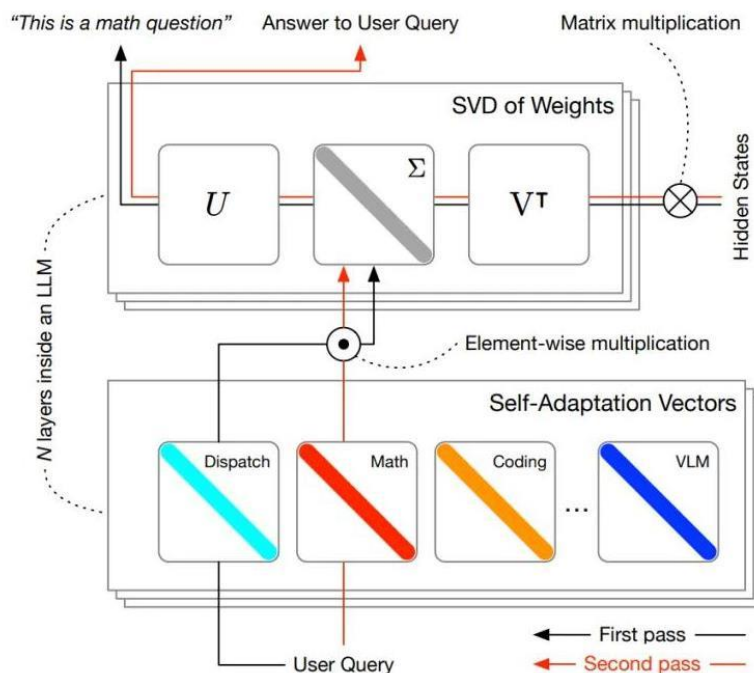 “This is a math question”
Answer to User Query
Matrix multiplication
SVD of Weights
U
Σ
Vᵀ
Hidden States
N layers inside an LLM
Element-wise multiplication
Self-Adaptation Vectors
Dispatch
Math
Coding
...
VLM
First pass
User Query
Second pass